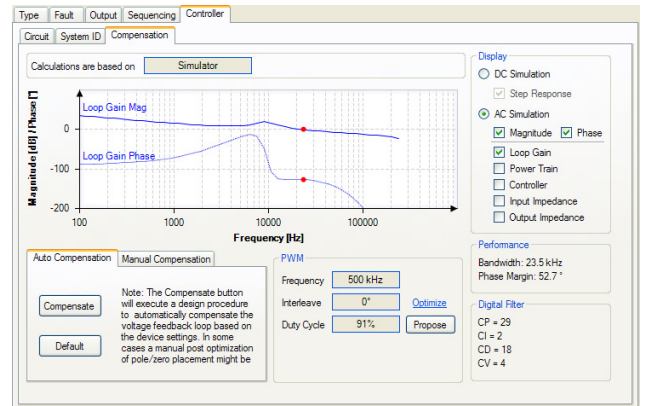 Type Fault Output Sequencing Controller
Circuit System ID Compensation
Calculations are based on Simulator
Magnitude [dB] / Phase [°]
Loop Gain Mag
Loop Gain Phase
0
-100
-200
100 1000 10000 100000
Frequency [Hz]
Auto Compensation Manual Compensation
Compensate
Default
Note: The Compensate button
will execute a design procedure
to automatically compensate the
voltage feedback loop based on
the device settings. In some
cases a manual post optimization
of pole/zero placement might be
PWM
Frequency 500 kHz
Interleave 0° Optimize
Duty Cycle 91% Propose
Display
DC Simulation
Step Response
AC Simulation
Magnitude Phase
Loop Gain
Power Train
Controller
Input Impedance
Output Impedance
Performance
Bandwidth: 23.5 kHz
Phase Margin: 52.7 °
Digital Filter
CP = 29
CI = 2
CD = 18
CV = 4